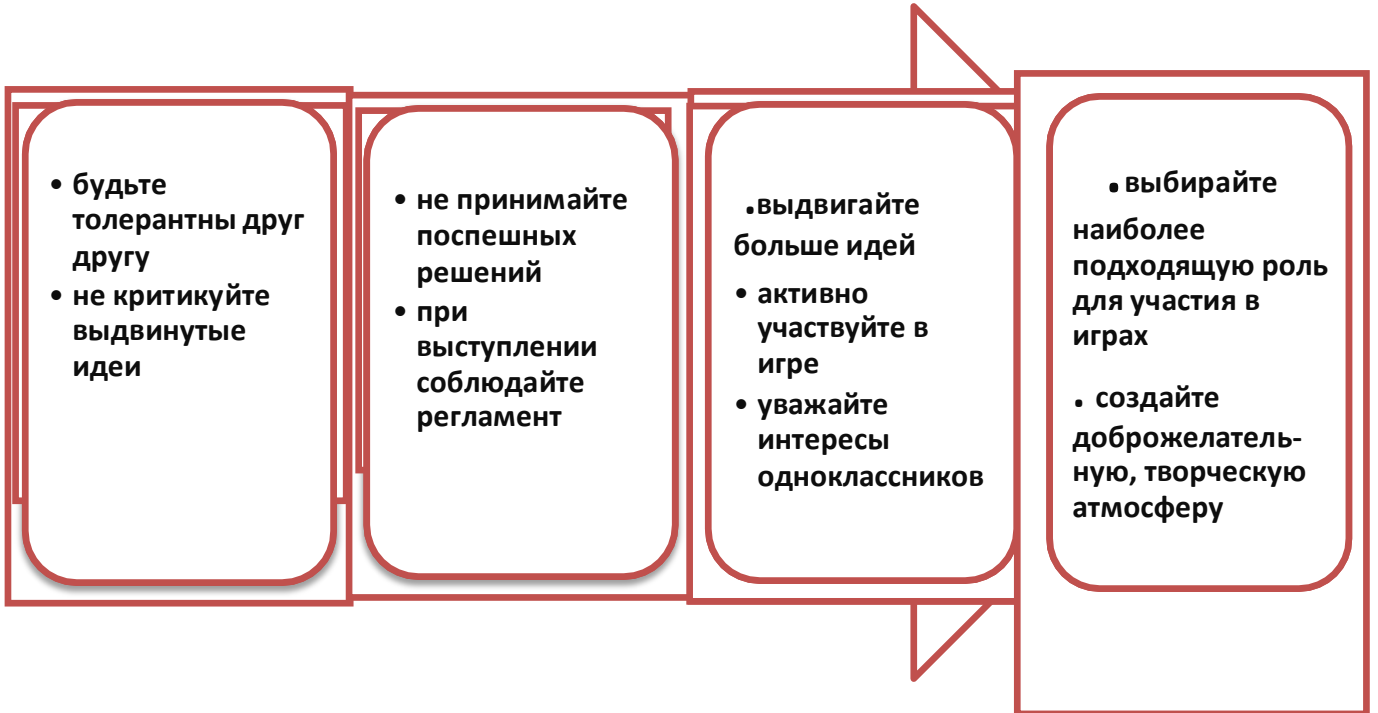 • будьте
толерантны друг
другу
• не критикуйте
выдвинутые
идеи
• не принимайте
поспешных
решений
• при
выступлении
соблюдайте
регламент
.выдвигайте
больше идей
• активно
участвуйте в
игре
• уважайте
интересы
одноклассников
.выбирайте
наиболее
подходящую роль
для участия в
играх
. создайте
доброжелатель-
ную, творческую
атмосферу